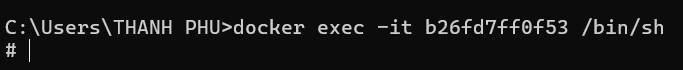 C:\Users\THANH PHU>docker exec -it b26fd7ff0f53 /bin/sh
#